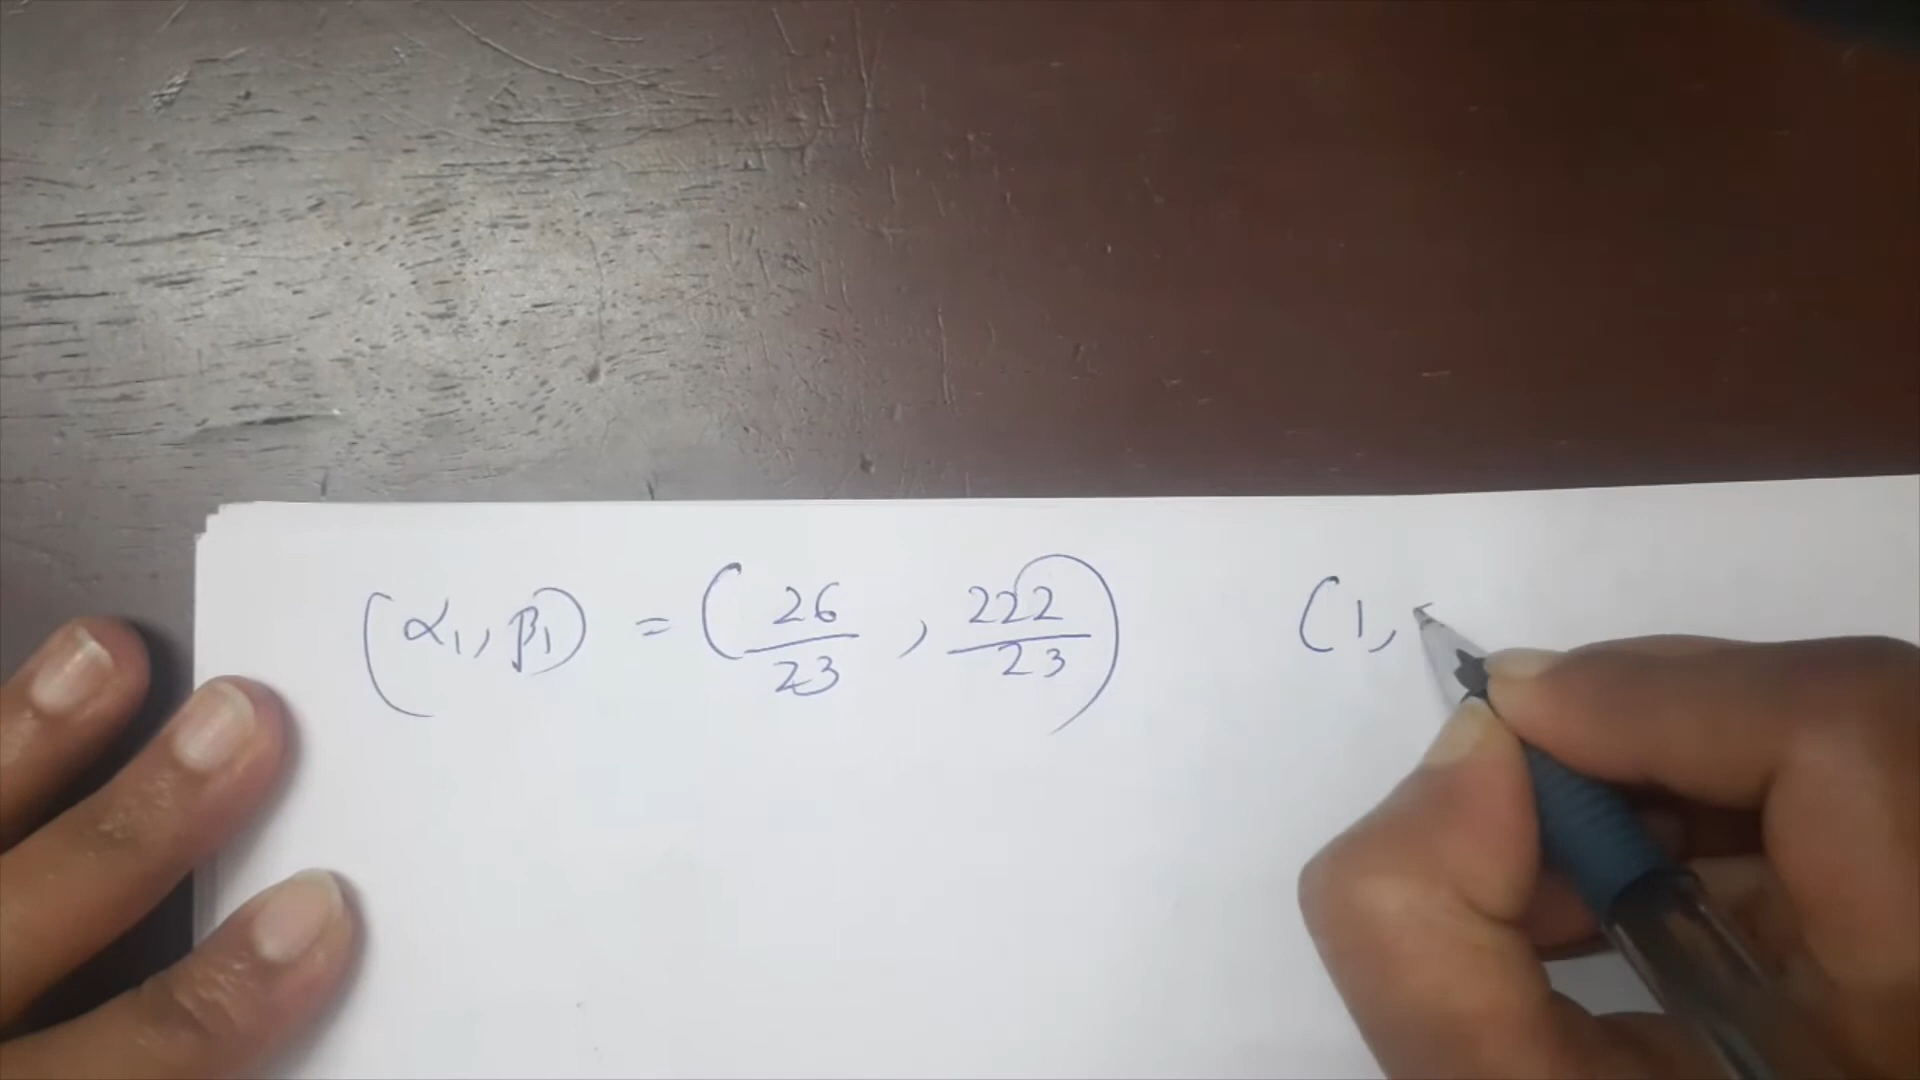 (α₁, β₁) = (26/23, 222/23) (1,